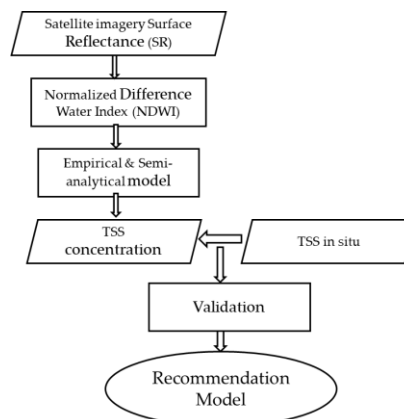 Satellite imagery Surface
Reflectance (SR)
Normalized Difference
Water Index (NDWI)
Empirical & Semi-
analytical model
TSS
concentration
TSS in situ
Validation
Recommendation
Model